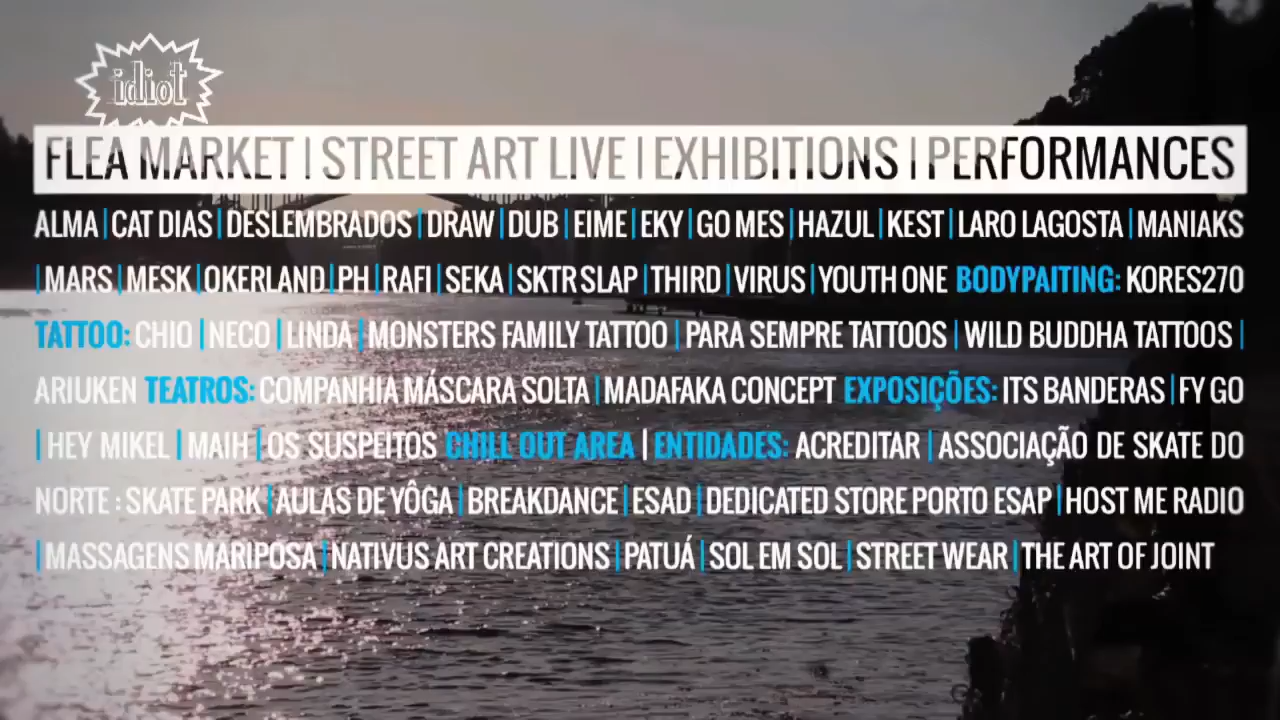 idiot
FLEA MARKET | STREET ART LIVE | EXHIBITIONS | PERFORMANCES
ALMA | CAT DIAS | DESLEMBRADOS | DRAW | DUB | EIME | EKY | GO MES | HAZUL | KEST | LARO LAGOSTA | MANIAKS
| MARS | MESK | OKERLAND | PH | RAFI | SEKA | SKTR SLAP | THIRD | VIRUS | YOUTH ONE BODYPAITING: KORES270
TATTOO: CHIO | NECO | LINDA | MONSTERS FAMILY TATTOO | PARA SEMPRE TATTOOS | WILD BUDDHA TATTOOS |
ARIUKEN TEATROS: COMPANHIA MÁSCARA SOLTA | MADAFAKA CONCEPT EXPOSIÇÕES: ITS BANDERAS | FY GO
| HEY MIKEL | MAIH | OS SUSPEITOS CHILL OUT AREA | ENTIDADES: ACREDITAR | ASSOCIAÇÃO DE SKATE DO
NORTE : SKATE PARK | AULAS DE YÔGA | BREAKDANCE | ESAD | DEDICATED STORE PORTO ESAP | HOST ME RADIO
| MASSAGENS MARIPOSA | NATIVUS ART CREATIONS | PATUÁ | SOL EM SOL | STREET WEAR | THE ART OF JOINT